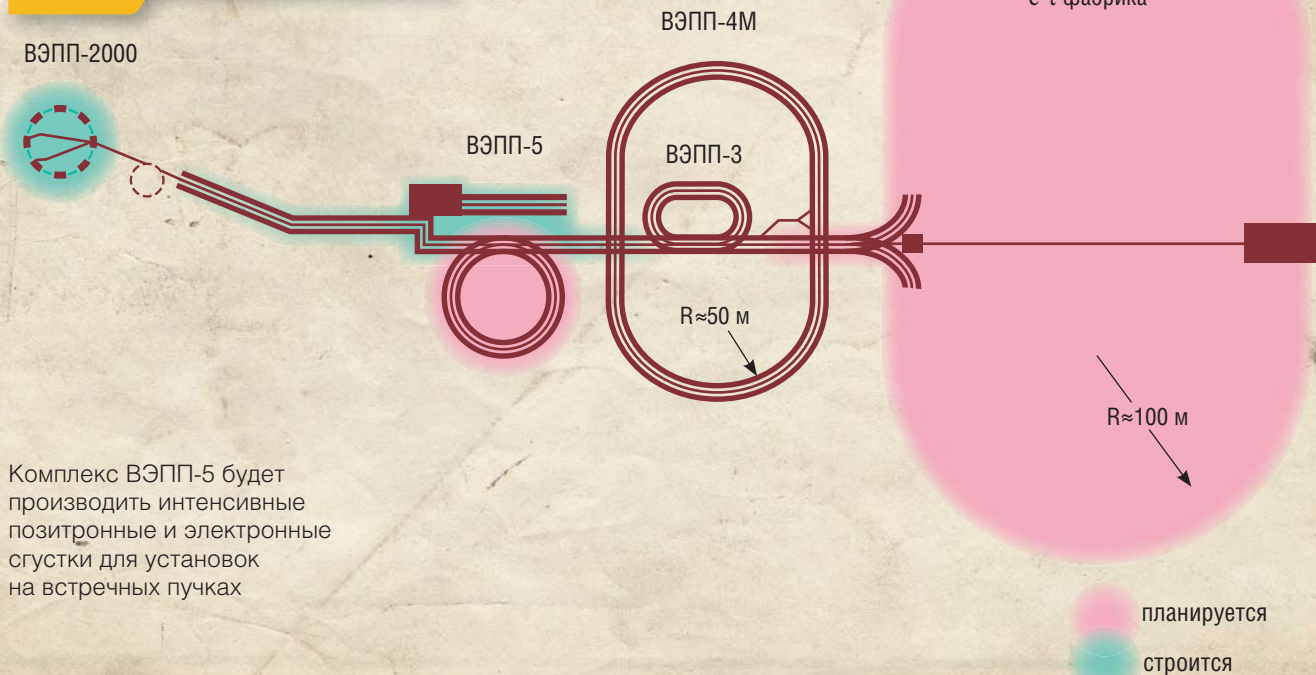 c-τ фабрика
ВЭПП-4М
ВЭПП-2000
ВЭПП-5
ВЭПП-3
R≈50 м
R≈100 м
Комплекс ВЭПП-5 будет
производить интенсивные
позитронные и электронные
сгустки для установок
на встречных пучках
планируется
строится